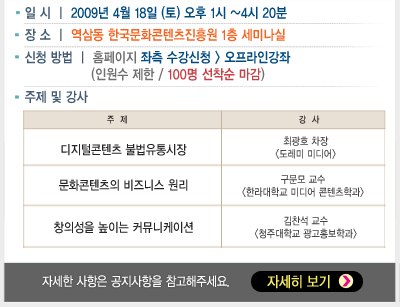 일 시 | 2009년 4월 18일 (토) 오후 1시 ~4시 20분
장 소 | 역삼동 한국문화콘텐츠진흥원 1층 세미나실
신청 방법 | 홈페이지 좌측 수강신청 > 오프라인강좌
(인원수 제한 / 100명 선착순 마감)
주제 및 강사
주 제 강 사
디지털콘텐츠 불법유통시장 최광호 차장
<도레미 미디어>
문화콘텐츠의 비즈니스 원리 구문모 교수
<한라대학교 미디어 콘텐츠학과>
창의성을 높이는 커뮤니케이션 김찬석 교수
<청주대학교 광고홍보학과>
자세한 사항은 공지사항을 참고해주세요. 자세히 보기